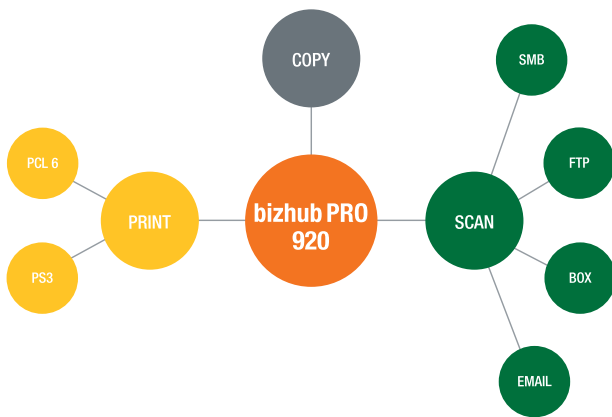 COPY
SMB
PCL 6
FTP
PRINT
bizhub PRO
920
SCAN
PS3
BOX
EMAIL